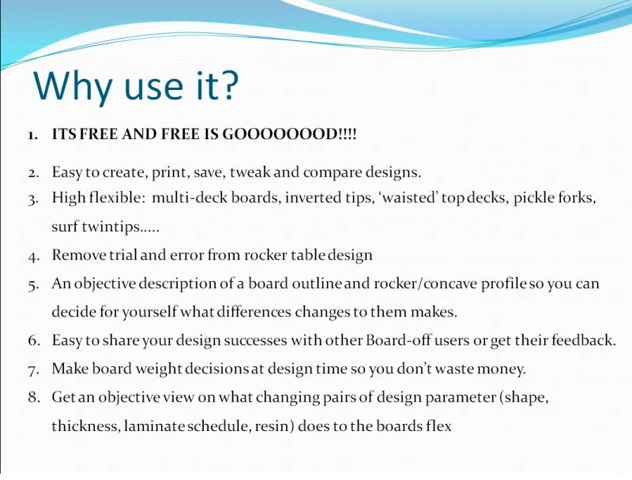 Why use it?
1. ITS FREE AND FREE IS GOOOOOOOD!!!!
2. Easy to create, print, save, tweak and compare designs.
3. High flexible: multi-deck boards, inverted tips, ‘waisted’ top decks, pickle forks,
surf twintips.....
4. Remove trial and error from rocker table design
5. An objective description of a board outline and rocker/concave profile so you can
decide for yourself what differences changes to them makes.
6. Easy to share your design successes with other Board-off users or get their feedback.
7. Make board weight decisions at design time so you don’t waste money.
8. Get an objective view on what changing pairs of design parameter (shape,
thickness, laminate schedule, resin) does to the boards flex